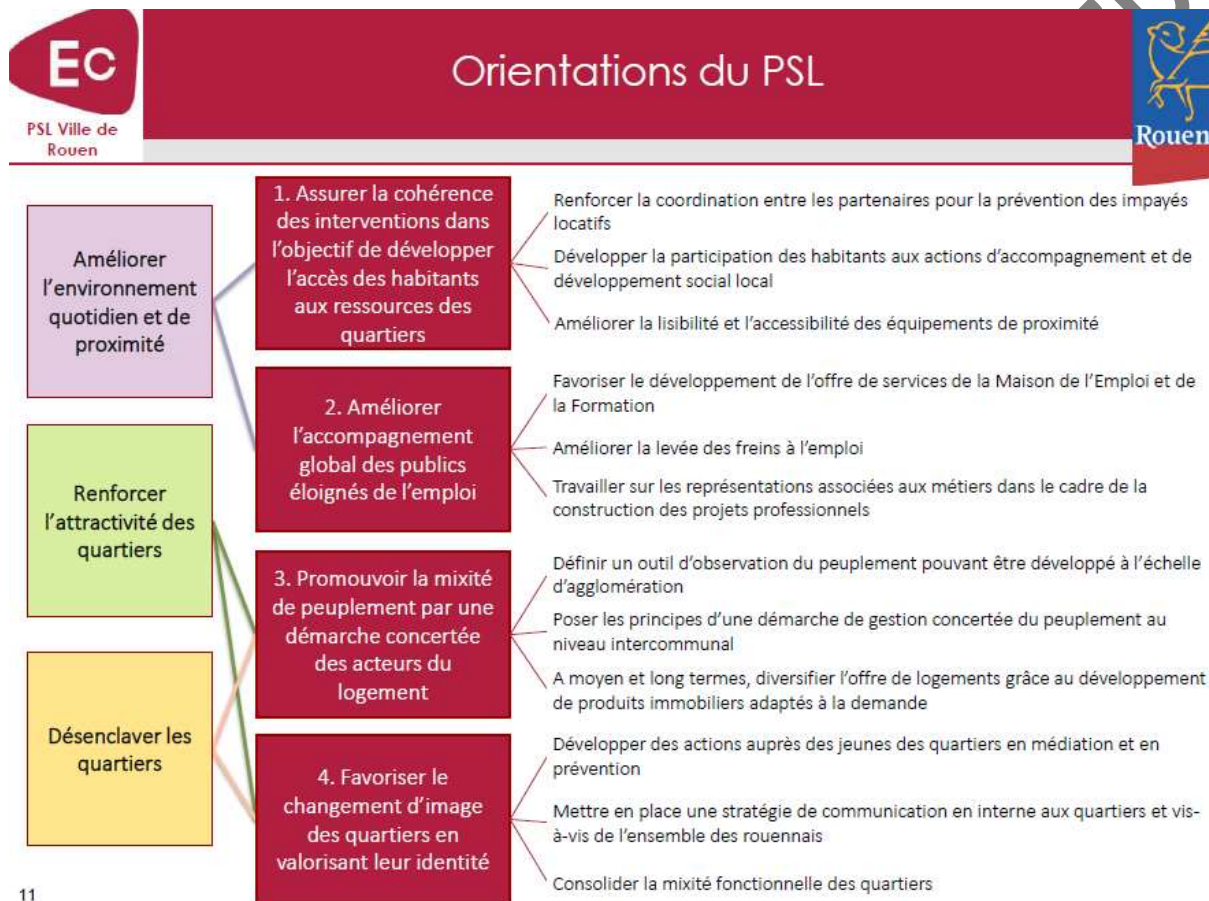 Ec
PSL Ville de
Rouen
Orientations du PSL
Rouen
Améliorer
l'environnement
quotidien et de
proximité
Renforcer
l'attractivité des
quartiers
Désenclaver les
quartiers
1. Assurer la cohérence
des interventions dans
l'objectif de développer
l'accès des habitants
aux ressources des
quartiers
Renforcer la coordination entre les partenaires pour la prévention des impayés
locatifs
Développer la participation des habitants aux actions d'accompagnement et de
développement social local
Améliorer la lisibilité et l'accessibilité des équipements de proximité
2. Améliorer
l'accompagnement
global des publics
éloignés de l'emploi
Favoriser le développement de l'offre de services de la Maison de l'Emploi et de
la Formation
Améliorer la levée des freins à l'emploi
Travailler sur les représentations associées aux métiers dans le cadre de la
construction des projets professionnels
3. Promouvoir la mixité
de peuplement par une
démarche concertée
des acteurs du
logement
Définir un outil d'observation du peuplement pouvant être développé à l'échelle
d'agglomération
Poser les principes d'une démarche de gestion concertée du peuplement au
niveau intercommunal
A moyen et long termes, diversifier l'offre de logements grâce au développement
de produits immobiliers adaptés à la demande
4. Favoriser le
changement d'image
des quartiers en
valorisant leur identité
Développer des actions auprès des jeunes des quartiers en médiation et en
prévention
Mettre en place une stratégie de communication en interne aux quartiers et vis-
à-vis de l'ensemble des rouennais
Consolider la mixité fonctionnelle des quartiers
11